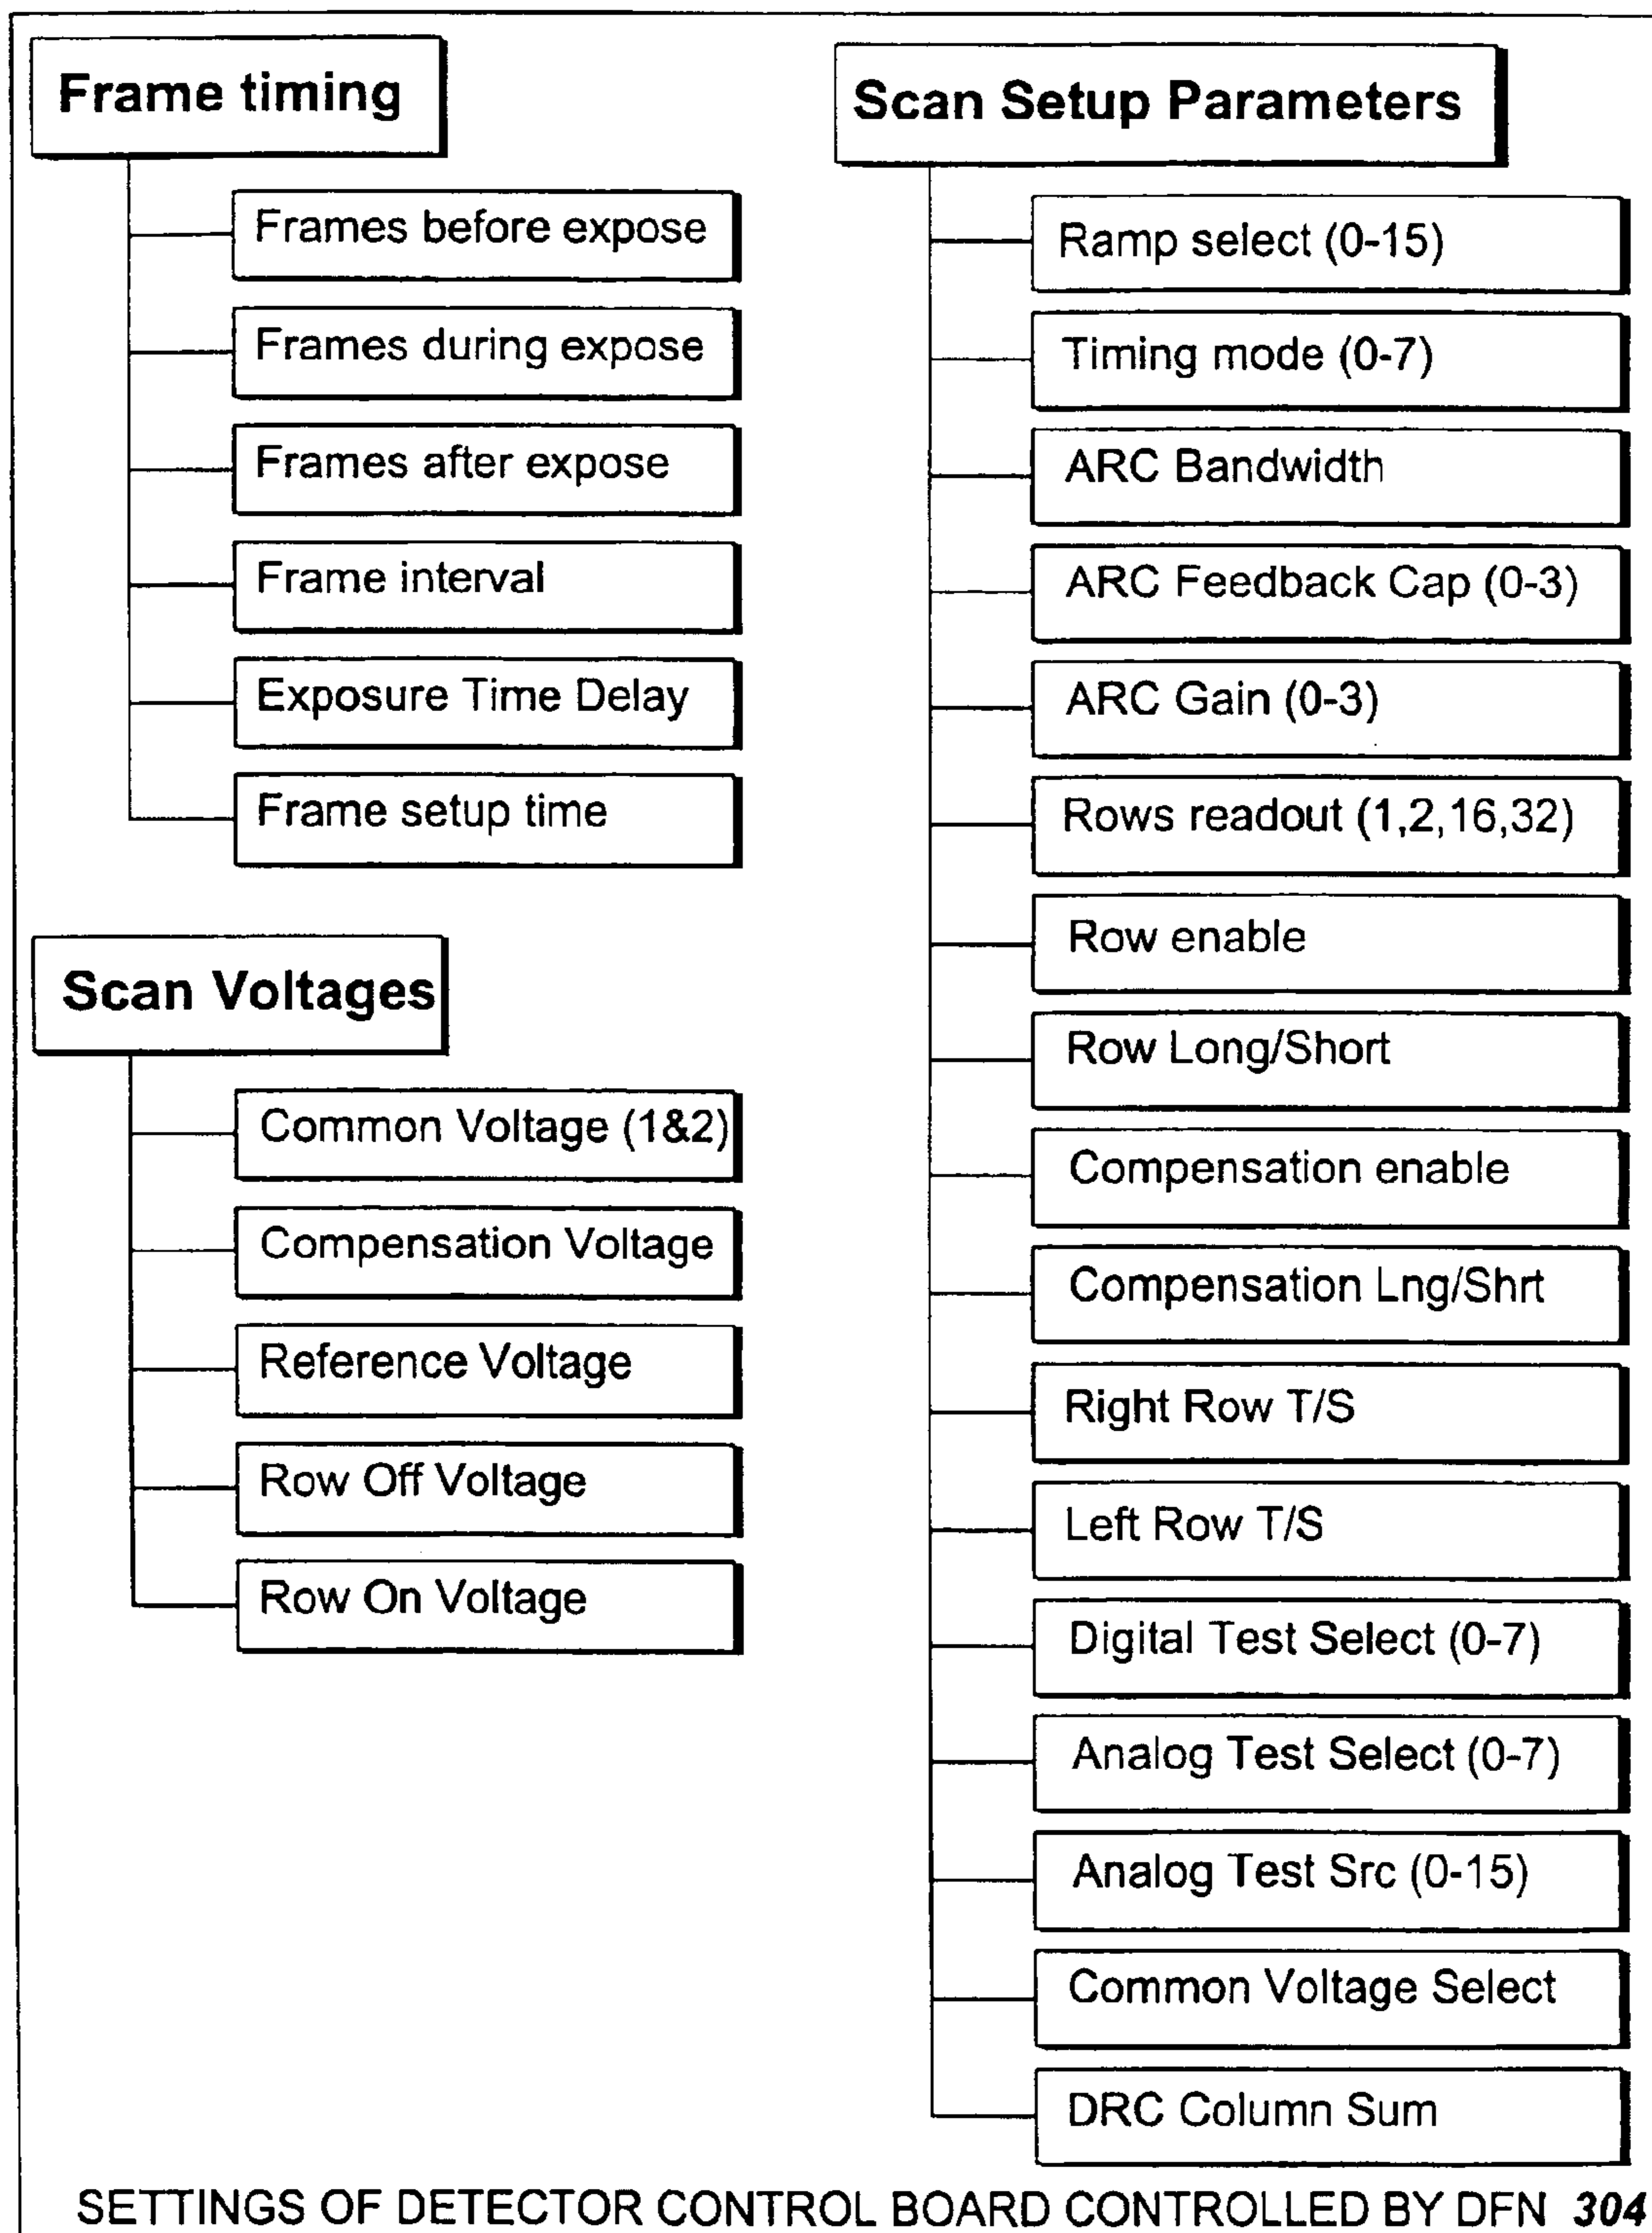 Frame timing
Frames before expose
Frames during expose
Frames after expose
Frame interval
Exposure Time Delay
Frame setup time
Scan Voltages
Common Voltage (1&2)
Compensation Voltage
Reference Voltage
Row Off Voltage
Row On Voltage
Scan Setup Parameters
Ramp select (0-15)
Timing mode (0-7)
ARC Bandwidth
ARC Feedback Cap (0-3)
ARC Gain (0-3)
Rows readout (1,2,16,32)
Row enable
Row Long/Short
Compensation enable
Compensation Lng/Shrt
Right Row T/S
Left Row T/S
Digital Test Select (0-7)
Analog Test Select (0-7)
Analog Test Src (0-15)
Common Voltage Select
DRC Column Sum
SETTINGS OF DETECTOR CONTROL BOARD CONTROLLED BY DFN 304